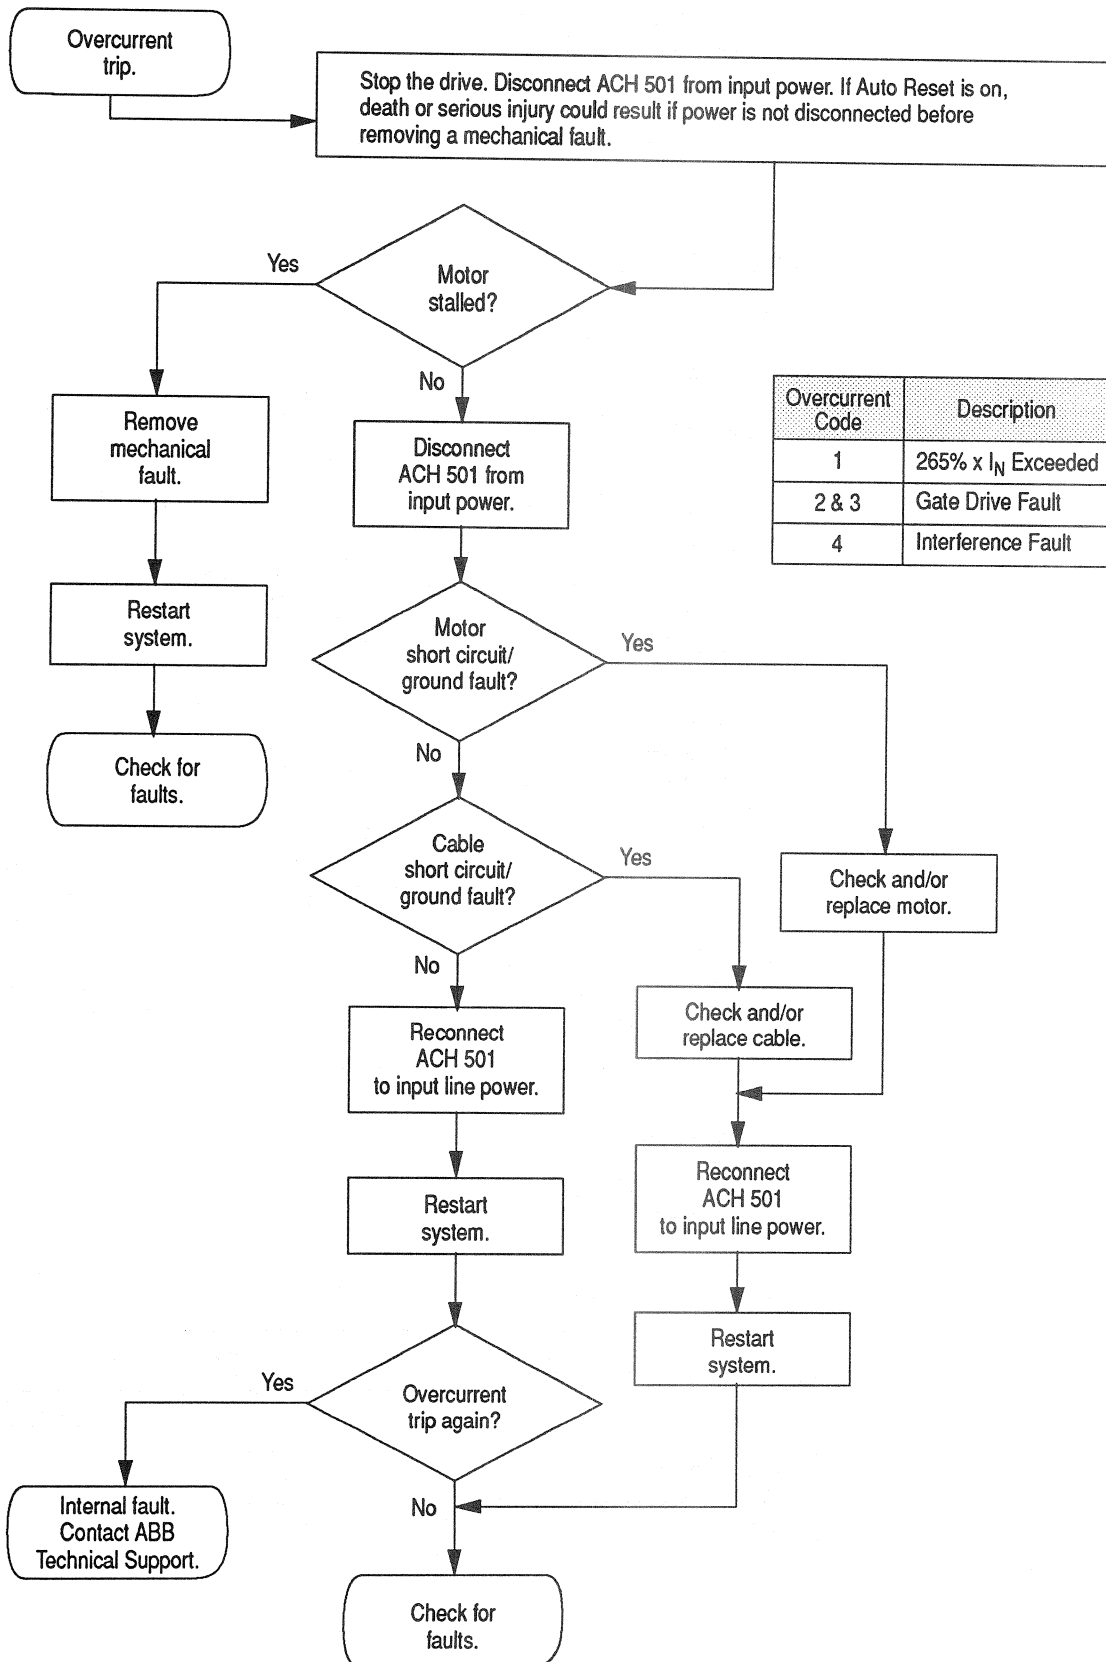 Overcurrent
trip.
Stop the drive. Disconnect ACH 501 from input power. If Auto Reset is on,
death or serious injury could result if power is not disconnected before
removing a mechanical fault.
Yes
Motor
stalled?
No
Remove
mechanical
fault.
Disconnect
ACH 501 from
input power.
Overcurrent
Code
Description
1
265% x IN Exceeded
2 & 3
Gate Drive Fault
4
Interference Fault
Restart
system.
Motor
short circuit/
ground fault?
Yes
No
Check for
faults.
Cable
short circuit/
ground fault?
Yes
No
Check and/or
replace motor.
Check and/or
replace cable.
Reconnect
ACH 501
to input line power.
Reconnect
ACH 501
to input line power.
Restart
system.
Restart
system.
Yes
Overcurrent
trip again?
No
Internal fault.
Contact ABB
Technical Support.
Check for
faults.